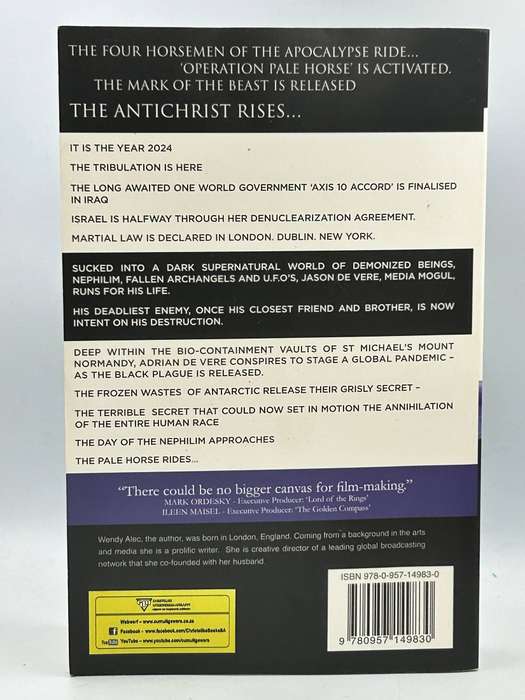 THE FOUR HORSEMEN OF THE APOCALYPSE RIDE...
'OPERATION PALE HORSE' IS ACTIVATED.
THE MARK OF THE BEAST IS RELEASED
THE ANTICHRIST RISES...
IT IS THE YEAR 2024
THE TRIBULATION IS HERE
THE LONG AWAITED ONE WORLD GOVERNMENT 'AXIS 10 ACCORD' IS FINALISED
IN IRAQ
ISRAEL IS HALFWAY THROUGH HER DENUCLEARIZATION AGREEMENT.
MARTIAL LAW IS DECLARED IN LONDON. DUBLIN. NEW YORK.
SUCKED INTO A DARK SUPERNATURAL WORLD OF DEMONIZED BEINGS,
NEPHILIM, FALLEN ARCHANGELS AND U.F.O'S, JASON DE VERE, MEDIA MOGUL,
RUNS FOR HIS LIFE.
HIS DEADLIEST ENEMY, ONCE HIS CLOSEST FRIEND AND BROTHER, IS NOW
INTENT ON HIS DESTRUCTION.
DEEP WITHIN THE BIO-CONTAINMENT VAULTS OF ST MICHAEL'S MOUNT
NORMANDY, ADRIAN DE VERE CONSPIRES TO STAGE A GLOBAL PANDEMIC –
AS THE BLACK PLAGUE IS RELEASED.
THE FROZEN WASTES OF ANTARCTIC RELEASE THEIR GRISLY SECRET –
THE TERRIBLE SECRET THAT COULD NOW SET IN MOTION THE ANNIHILATION
OF THE ENTIRE HUMAN RACE
THE DAY OF THE NEPHILIM APPROACHES
THE PALE HORSE RIDES...
"There could be no bigger canvas for film-making."
MARK ORDESKY - Executive Producer: 'Lord of the Rings'
ILEEN MAISEL - Executive Producer: 'The Golden Compass'
Wendy Alec, the author, was born in London, England. Coming from a background in the arts
and media she is a prolific writer. She is creative director of a leading global broadcasting
network that she co-founded with her husband.
ISBN 978-0-957-14983-0
9 780957 149830
CUM
Facebook -
YouTube -